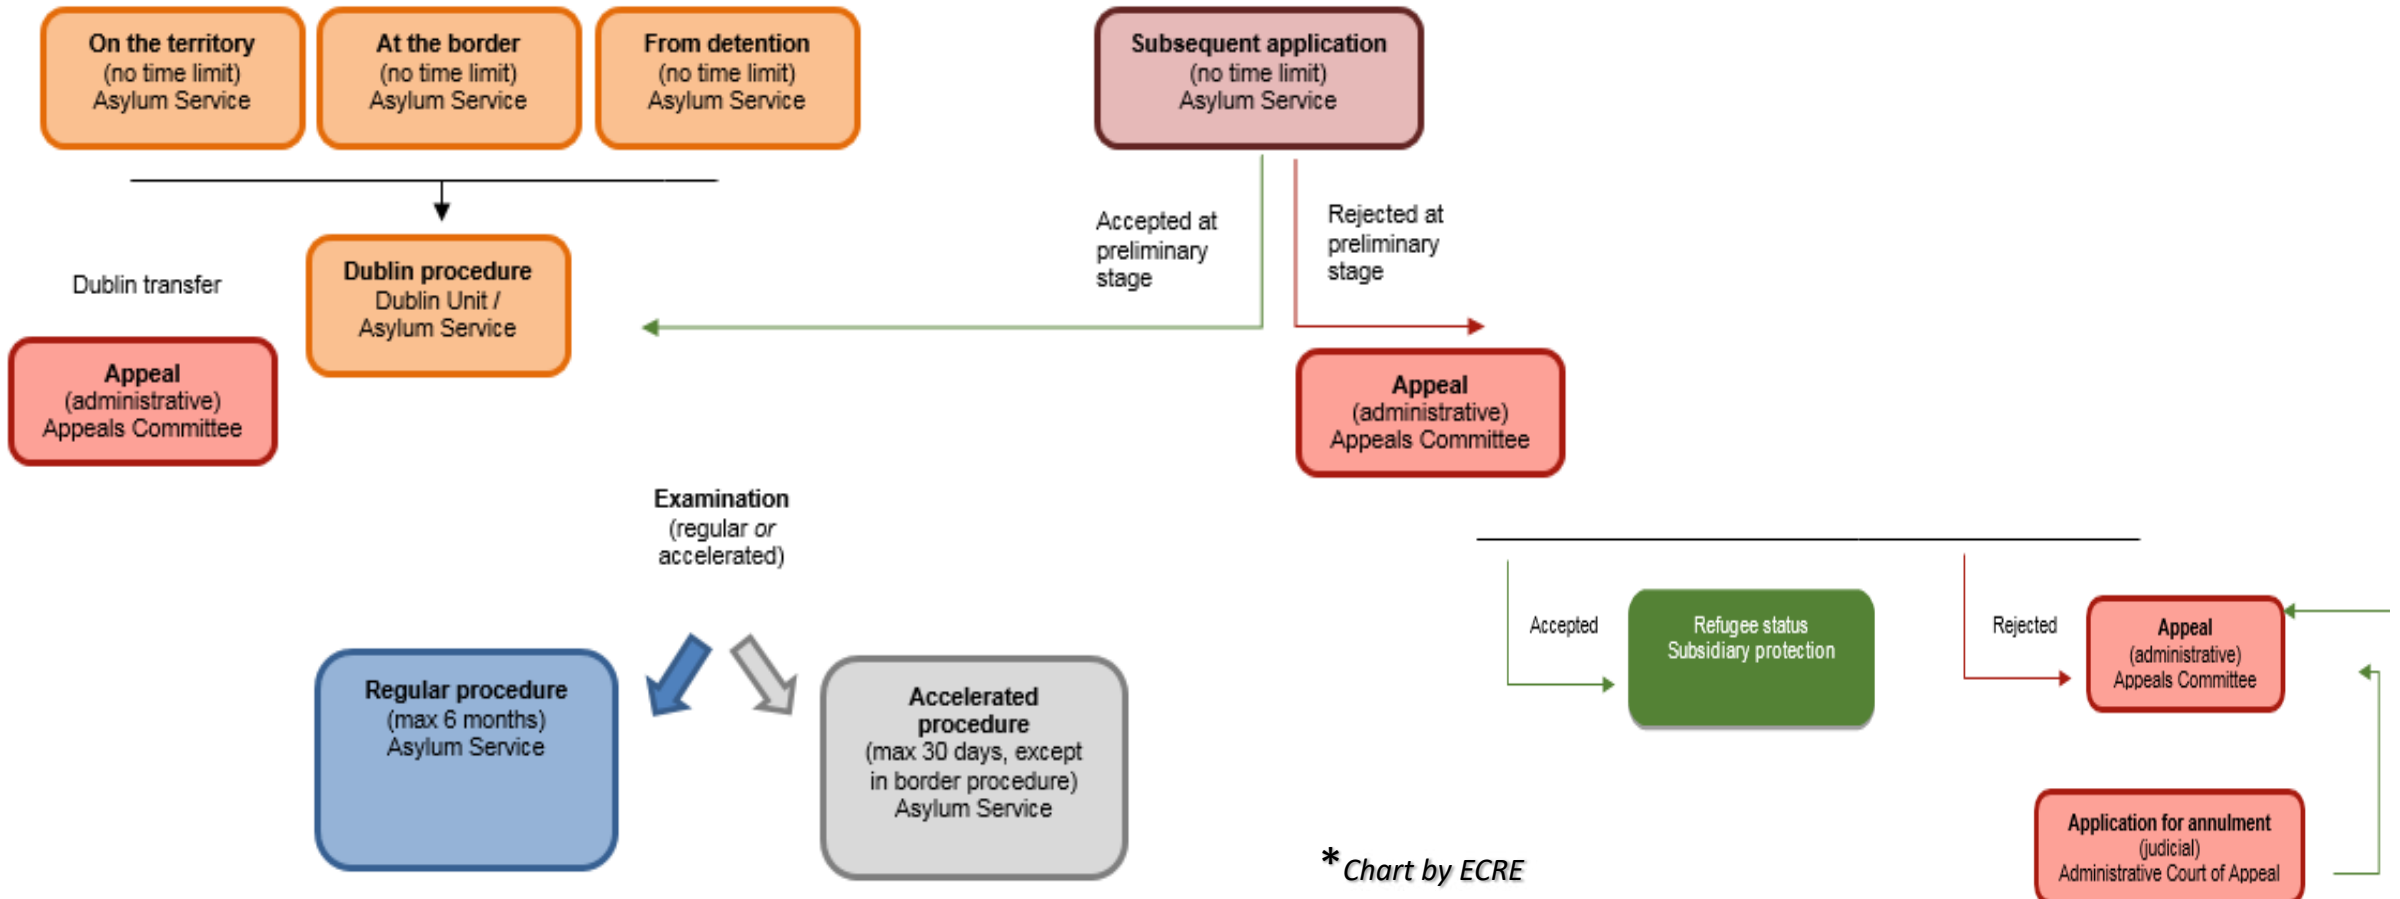 On the territory
(no time limit)
Asylum Service
At the border
(no time limit)
Asylum Service
From detention
(no time limit)
Asylum Service
Subsequent application
(no time limit)
Asylum Service
Accepted at
preliminary
stage
Rejected at
preliminary
stage
Dublin transfer
Dublin procedure
Dublin Unit /
Asylum Service
Appeal
(administrative)
Appeals Committee
Appeal
(administrative)
Appeals Committee
Examination
(regular or
accelerated)
Regular procedure
(max 6 months)
Asylum Service
Accelerated
procedure
(max 30 days, except
in border procedure)
Asylum Service
Accepted
Refugee status
Subsidiary protection
Rejected
Appeal
(administrative)
Appeals Committee
Application for annulment
(judicial)
Administrative Court of Appeal
* Chart by ECRE